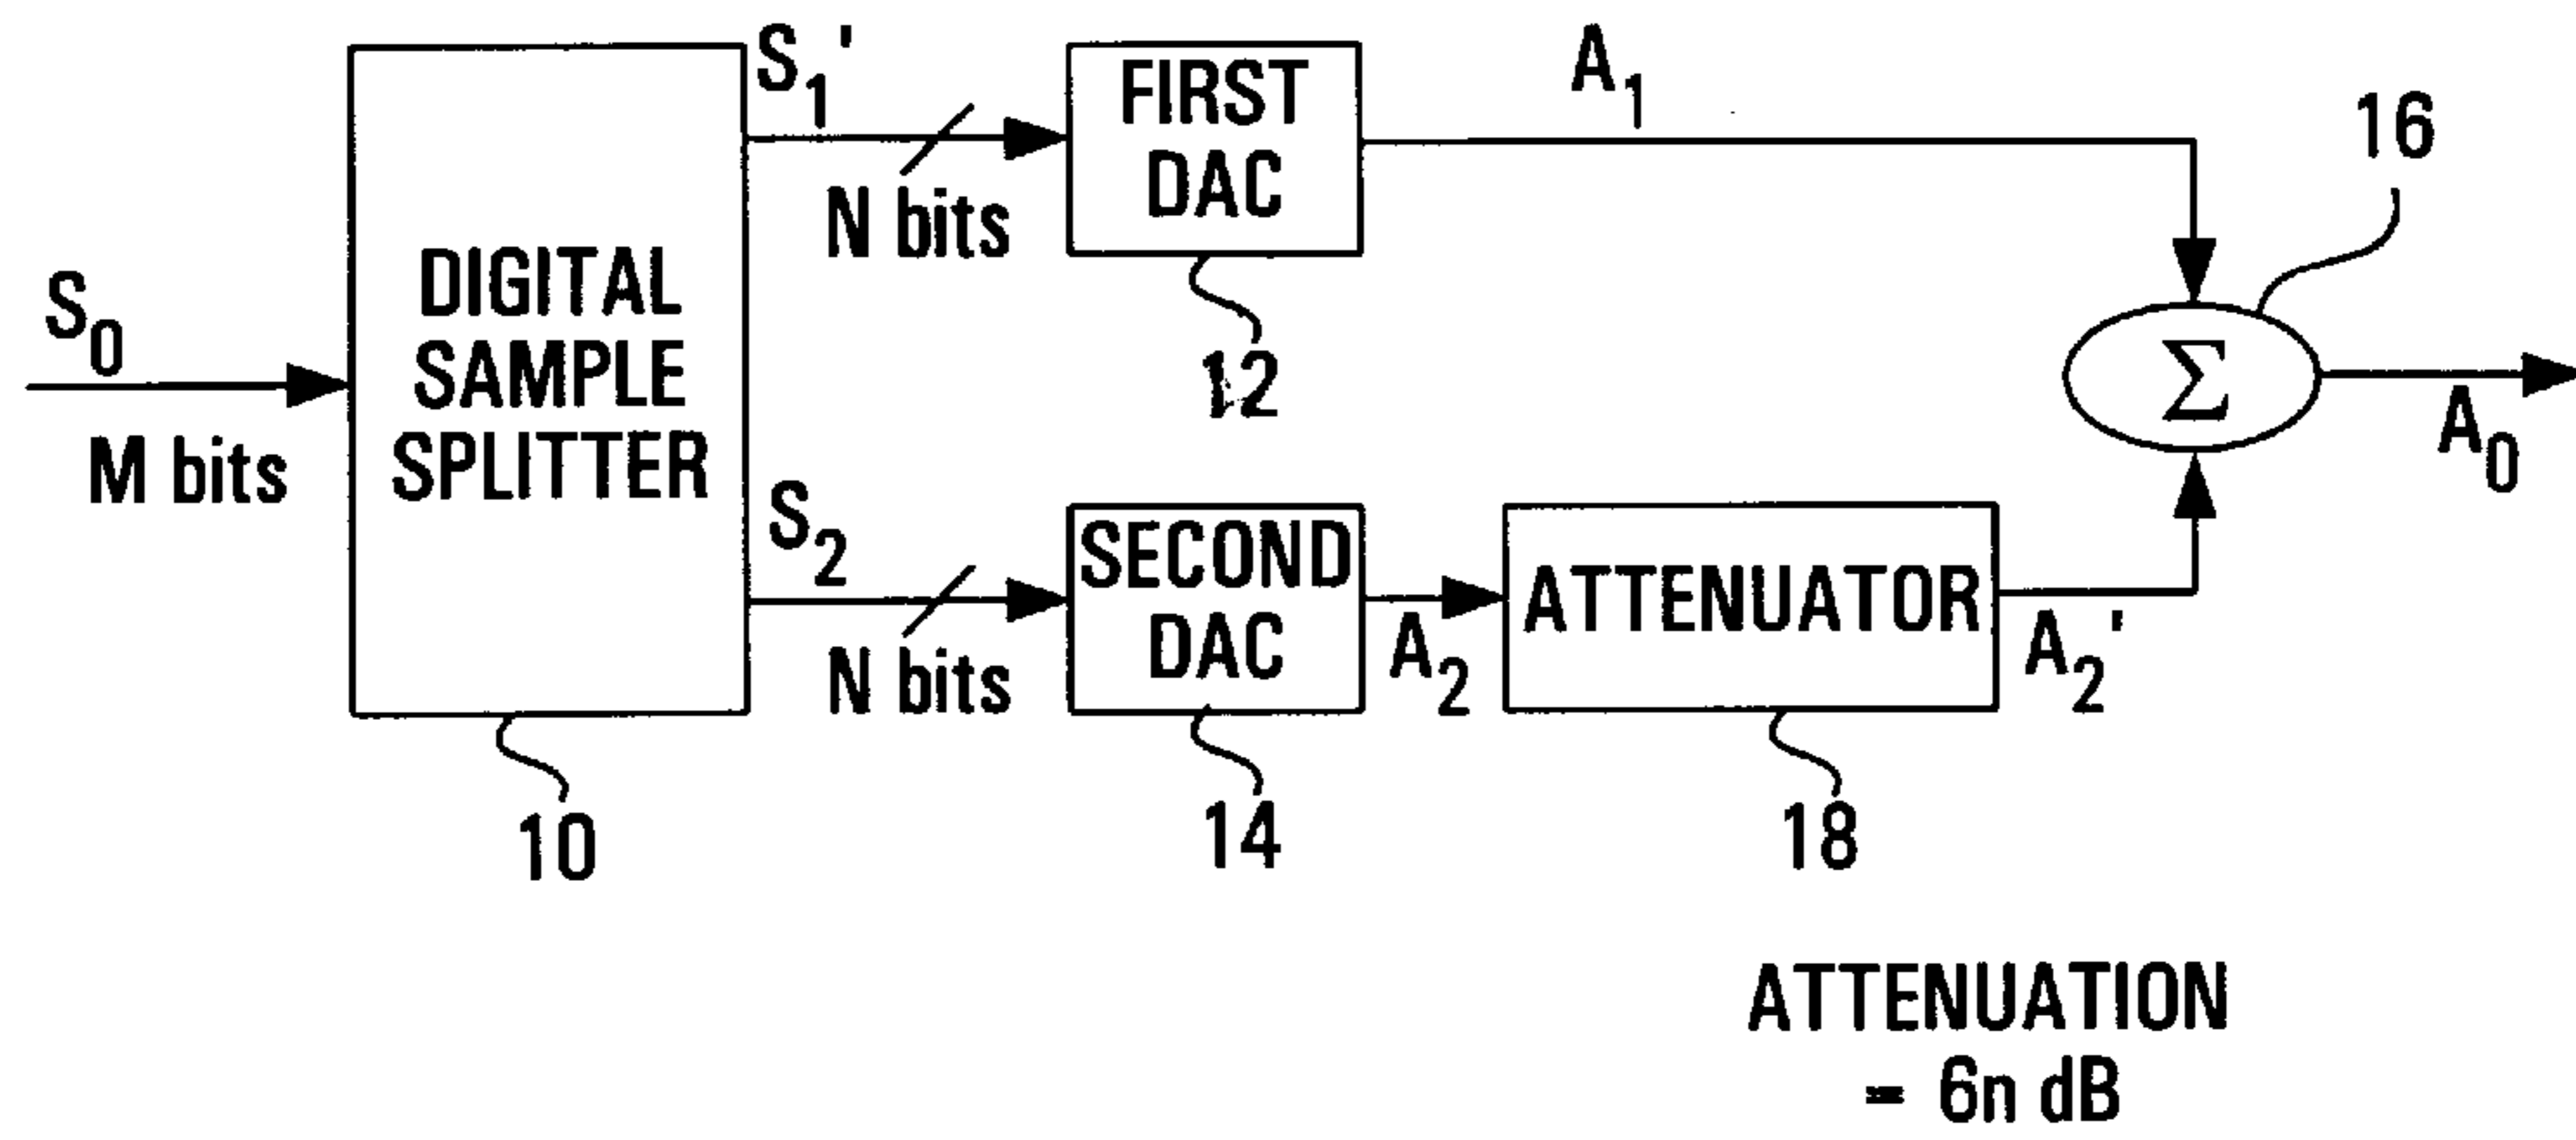 S0
M bits
DIGITAL
SAMPLE
SPLITTER
10
S1'
N bits
FIRST
DAC
12
A1
16
Σ
A0
S2
N bits
SECOND
DAC
14
A2
ATTENUATOR
18
A2'
ATTENUATION
= 6n dB